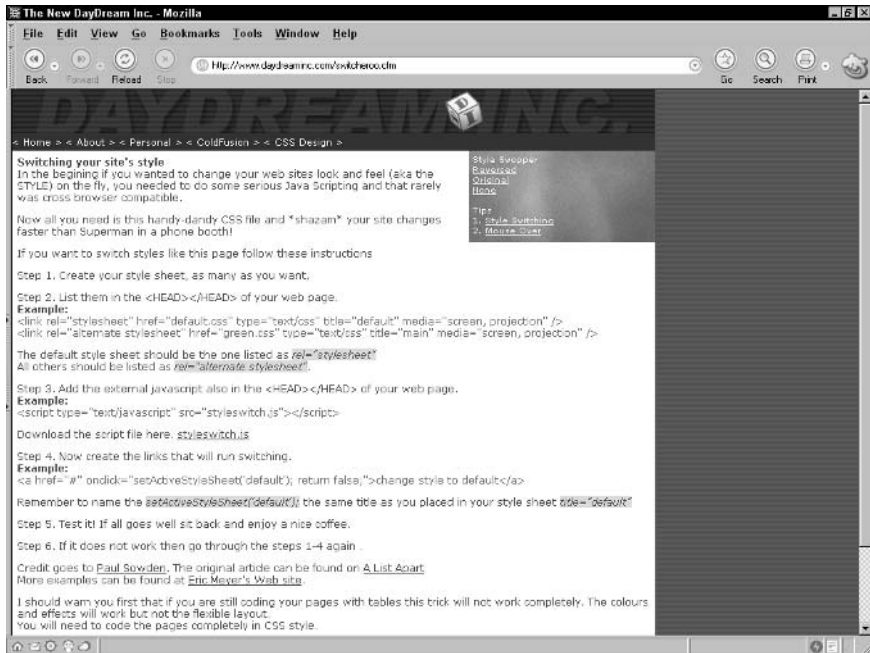 The New DayDream Inc. - Mozilla
File Edit View Go Bookmarks Tools Window Help
http://www.daydreaminc.com/switcheroo.cfm
Back Forward Reload Stop Go Search Print
DAYDREAM INC.
< Home > < About > < Personal > < ColdFusion > < CSS Design >
Switching your site's style
In the begining if you wanted to change your web sites look and feel (aka the
STYLE) on the fly, you needed to do some serious Java Scripting and that rarely
was cross browser compatible.
Now all you need is this handy-dandy CSS file and *shazam* your site changes
faster than Superman in a phone booth!
If you want to switch styles like this page follow these instructions
Step 1. Create your style sheet, as many as you want,
Step 2. List them in the <HEAD></HEAD> of your web page.
Example:
<link rel="stylesheet" href="default.css" type="text/css" title="default" media="screen, projection" />
<link rel="alternate stylesheet" href="green.css" type="text/css" title="main" media="screen, projection" />
The default style sheet should be the one listed as rel="stylesheet"
All others should be listed as rel="alternate stylesheet".
Step 3. Add the external javascript also in the <HEAD></HEAD> of your web page.
Example:
<script type="text/javascript" src="styleswitch.js"></script>
Download the script file here. styleswitch.js
Step 4. Now create the links that will run switching.
Example:
<a href="#" onclick="setActiveStyleSheet('default'); return false;">change style to default</a>
Remember to name the setActiveStyleSheet('default'); the same title as you placed in your style sheet title="default"
Step 5. Test it! If all goes well sit back and enjoy a nice coffee.
Step 6. If it does not work then go through the steps 1-4 again .
Credit goes to Paul Sowden. The original article can be found on A List Apart
More examples can be found at Eric Meyer's Web site.
I should warn you first that if you are still coding your pages with tables this trick will not work completely. The colours
and effects will work but not the flexible layout.
You will need to code the pages completely in CSS style.
Style Swopper
Reversed
Original
None
Tips
1. Style Switching
2. Mouse Over